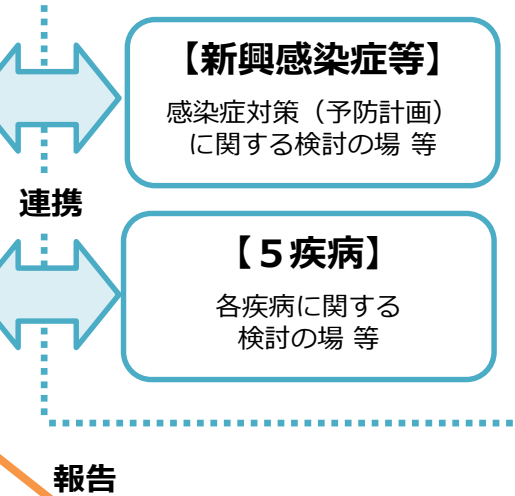 【新興感染症等】
感染症対策（予防計画）
に関する検討の場 等
連携
【５疾病】
各疾病に関する
検討の場 等
報告